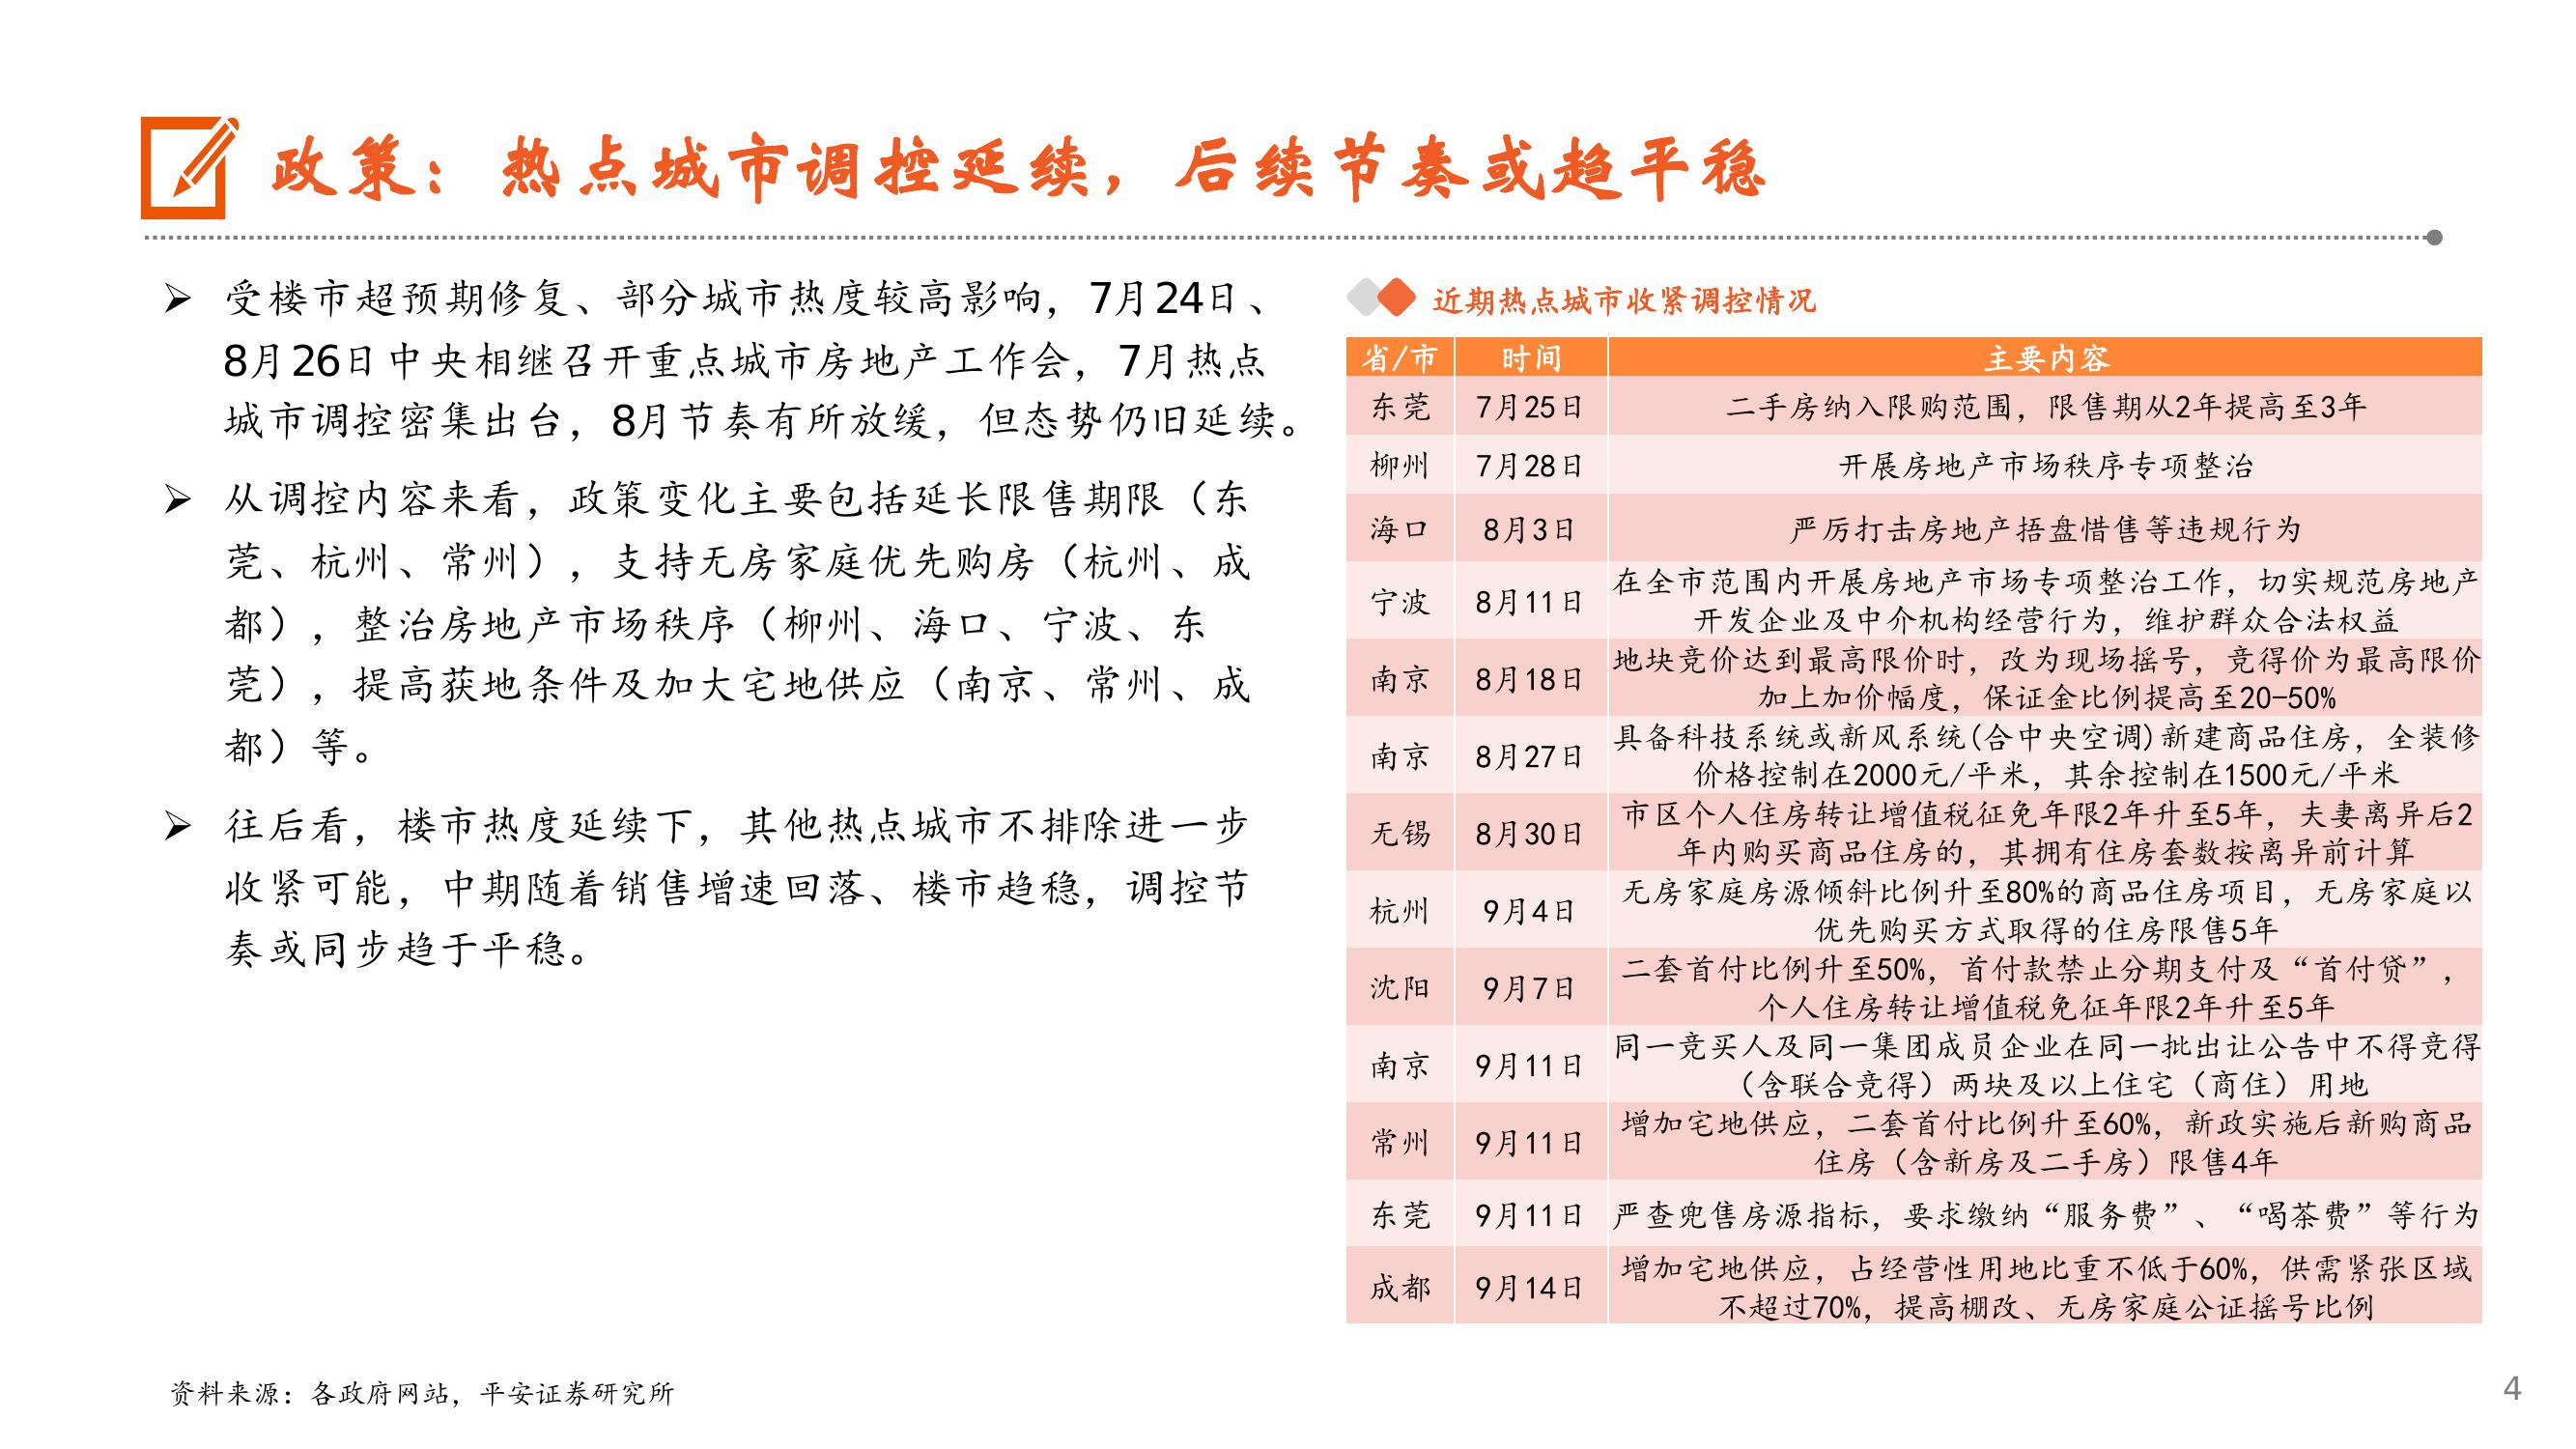 政策：热点城市调控延续，后续节奏或趋平稳
受楼市超预期修复、部分城市热度较高影响，7月24日、
8月26日中央相继召开重点城市房地产工作会，7月热点
城市调控密集出台，8月节奏有所放缓，但态势仍旧延续。
从调控内容来看，政策变化主要包括延长限售期限（东
莞、杭州、常州），支持无房家庭优先购房（杭州、成
都），整治房地产市场秩序（柳州、海口、宁波、东
莞），提高获地条件及加大宅地供应（南京、常州、成
都）等。
往后看，楼市热度延续下，其他热点城市不排除进一步
收紧可能，中期随着销售增速回落、楼市趋稳，调控节
奏或同步趋于平稳。
近期热点城市收紧调控情况
省/市 时间 主要内容
东莞 7月25日 二手房纳入限购范围，限售期从2年提高至3年
柳州 7月28日 开展房地产市场秩序专项整治
海口 8月3日 严厉打击房地产捂盘惜售等违规行为
宁波 8月11日 在全市范围内开展房地产市场专项整治工作，切实规范房地产
开发企业及中介机构经营行为，维护群众合法权益
南京 8月18日 地块竞价达到最高限价时，改为现场摇号，竞得价为最高限价
加上加价幅度，保证金比例提高至20-50%
南京 8月27日 具备科技系统或新风系统(合中央空调)新建商品住房，全装修
价格控制在2000元/平米，其余控制在1500元/平米
无锡 8月30日 市区个人住房转让增值税征免年限2年升至5年，夫妻离异后2
年内购买商品住房的，其拥有住房套数按离异前计算
杭州 9月4日 无房家庭房源倾斜比例升至80%的商品住房项目，无房家庭以
优先购买方式取得的住房限售5年
沈阳 9月7日 二套首付比例升至50%，首付款禁止分期支付及“首付贷”，
个人住房转让增值税免征年限2年升至5年
南京 9月11日 同一竞买人及同一集团成员企业在同一批出让公告中不得竞得
（含联合竞得）两块及以上住宅（商住）用地
常州 9月11日 增加宅地供应，二套首付比例升至60%，新政实施后新购商品
住房（含新房及二手房）限售4年
东莞 9月11日 严查兜售房源指标，要求缴纳“服务费”、“喝茶费”等行为
成都 9月14日 增加宅地供应，占经营性用地比重不低于60%，供需紧张区域
不超过70%，提高棚改、无房家庭公证摇号比例
资料来源：各政府网站，平安证券研究所
4